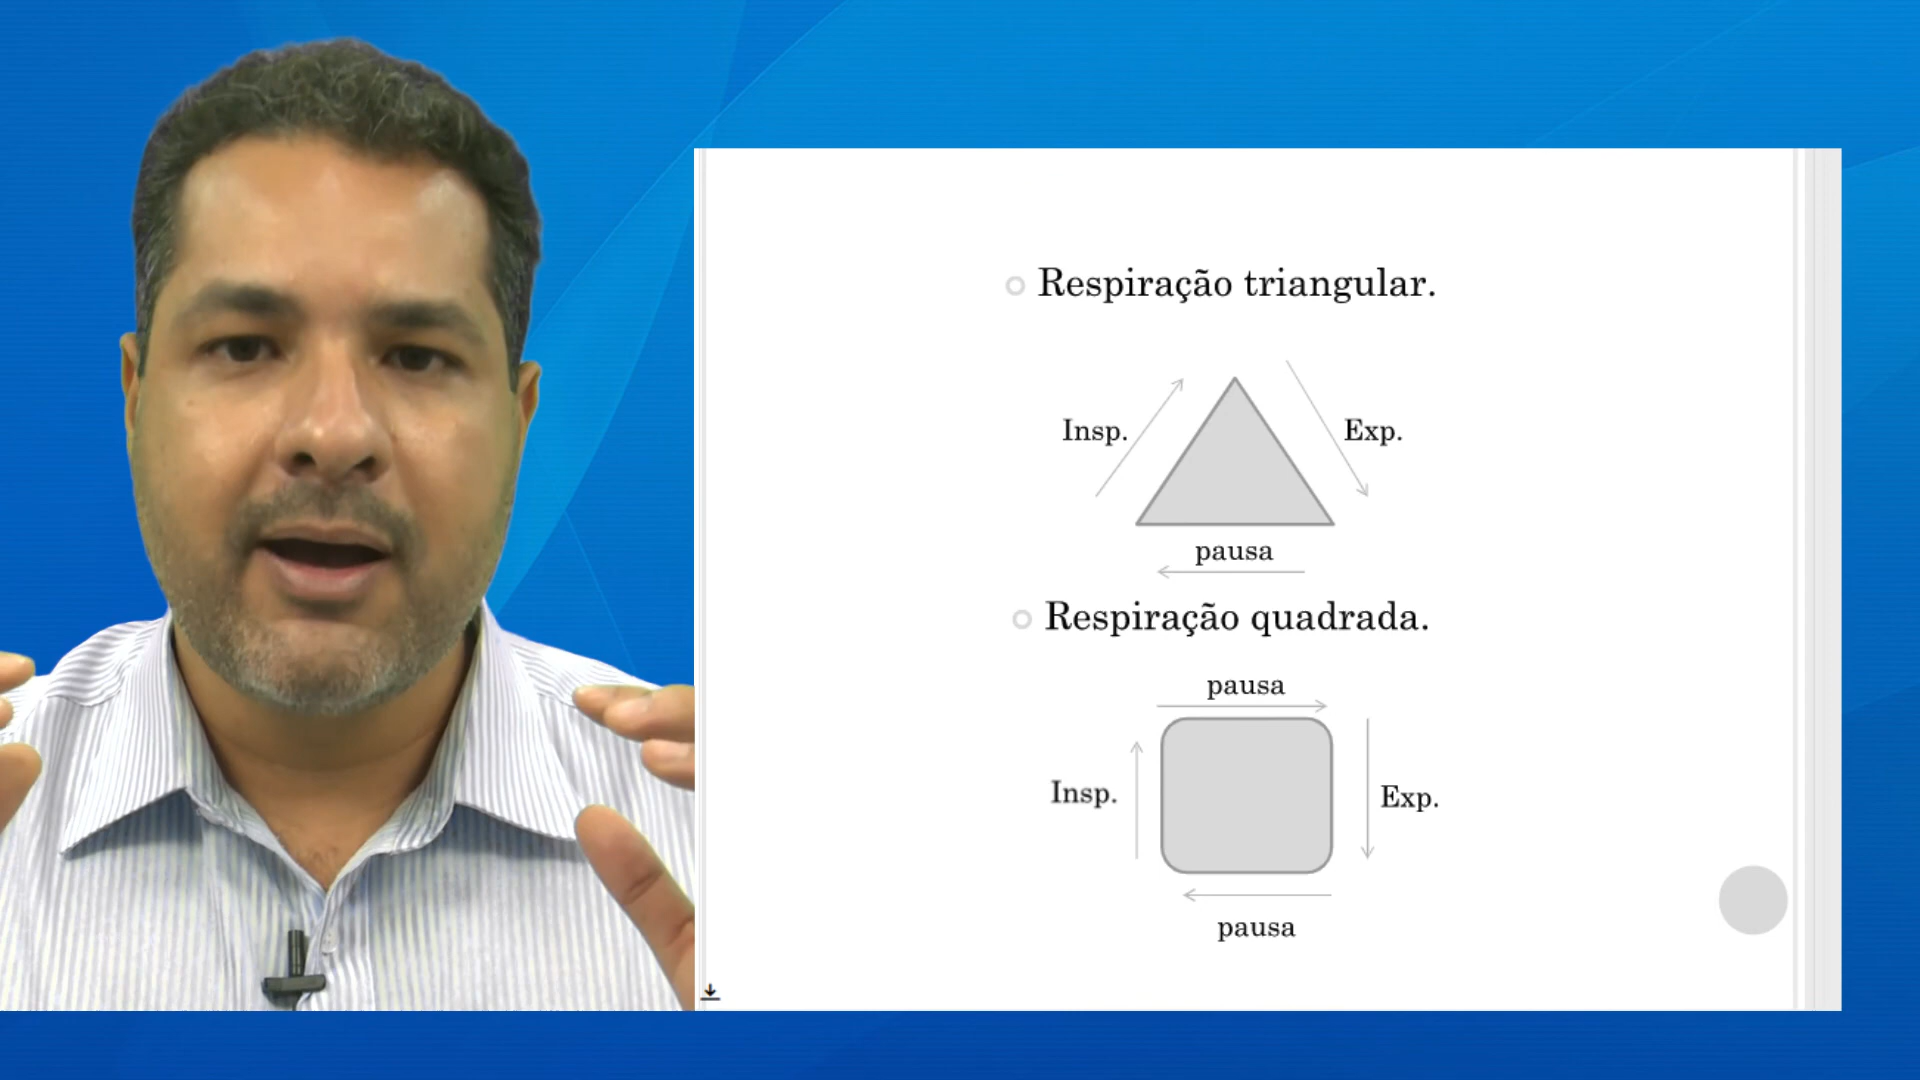 Respiração triangular.
Insp.
Exp.
pausa
Respiração quadrada.
pausa
Insp.
Exp.
pausa